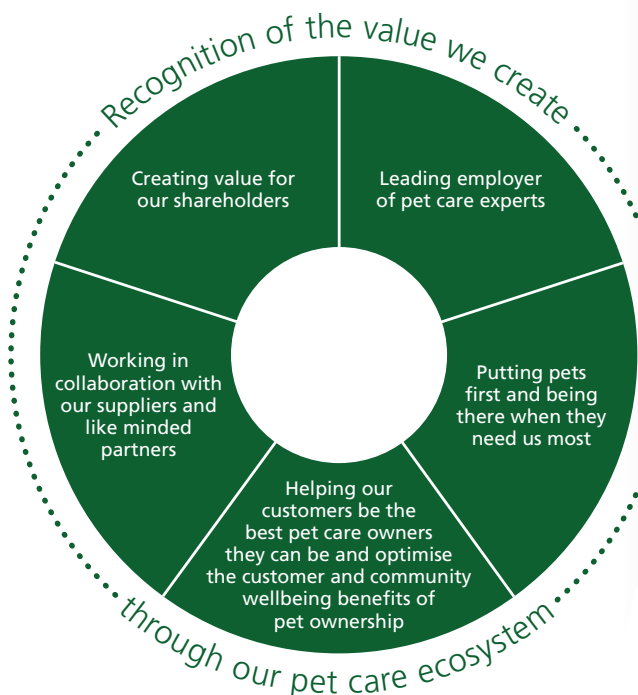 Recognition of the value we create
Creating value for
our shareholders
Leading employer
of pet care experts
Putting pets
first and being
there when they
need us most
Helping our
customers be the
best pet care owners
they can be and optimise
the customer and community
wellbeing benefits of
pet ownership
Working in
collaboration with
our suppliers and
like minded
partners
through our pet care ecosystem